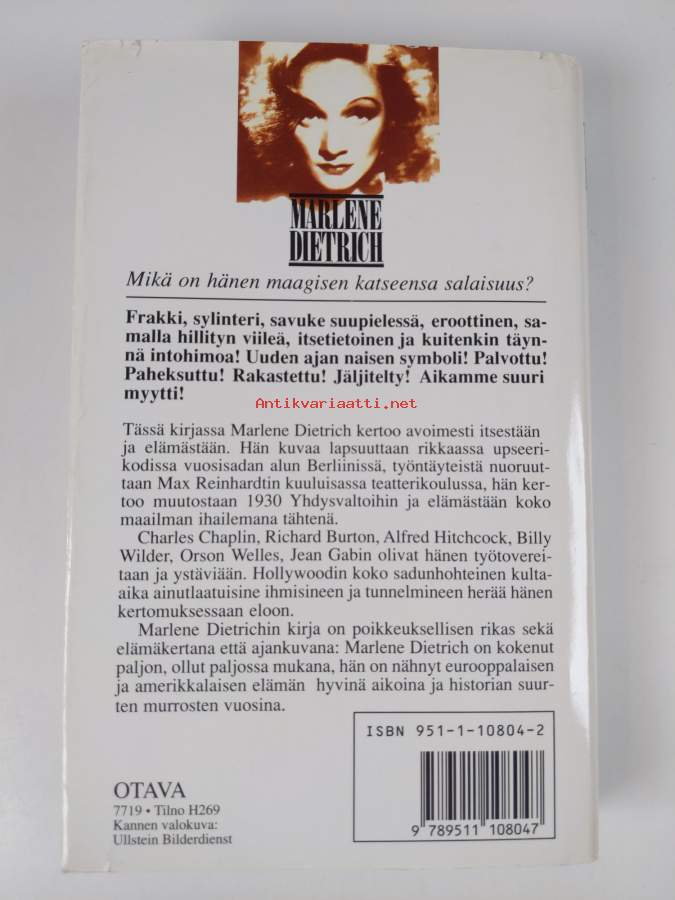 MARLENE
DIETRICH
Mikä on hänen maagisen katseensa salaisuus?
Frakki, sylinteri, savuke suupielessä, eroottinen, sa-
malla hillityn viileä, itsetietoinen ja kuitenkin täyn-
nä intohimoa! Uuden ajan naisen symboli! Palvottu!
Paheksuttu! Rakastettu! Jäljitelty! Aikamme suuri
myytti!
Antikvariaatti.net
Tässä kirjassa Marlene Dietrich kertoo avoimesti itsestään
ja elämästään. Hän kuvaa lapsuuttaan rikkaassa upseeri-
kodissa vuosisadan alun Berliinissä, työntäyteistä nuoruut-
taan Max Reinhardtin kuuluisassa teatterikoulussa, hän ker-
too muutostaan 1930 Yhdysvaltoihin ja elämästään koko
maailman ihailemana tähtenä.
Charles Chaplin, Richard Burton, Alfred Hitchcock, Billy
Wilder, Orson Welles, Jean Gabin olivat hänen työtoverei-
taan ja ystäviään. Hollywoodin koko sadunhohteinen kulta-
aika ainutlaatuisine ihmisineen ja tunnelmineen herää hänen
kertomuksessaan eloon.
Marlene Dietrichin kirja on poikkeuksellisen rikas sekä
elämäkertana että ajankuvana: Marlene Dietrich on kokenut
paljon, ollut paljossa mukana, hän on nähnyt eurooppalaisen
ja amerikkalaisen elämän hyvinä aikoina ja historian suur-
ten murrosten vuosina.
ISBN 951-1-10804-2
9 789511 108047
OTAVA
7719 • Tilno H269
Kannen valokuva:
Ullstein Bilderdienst